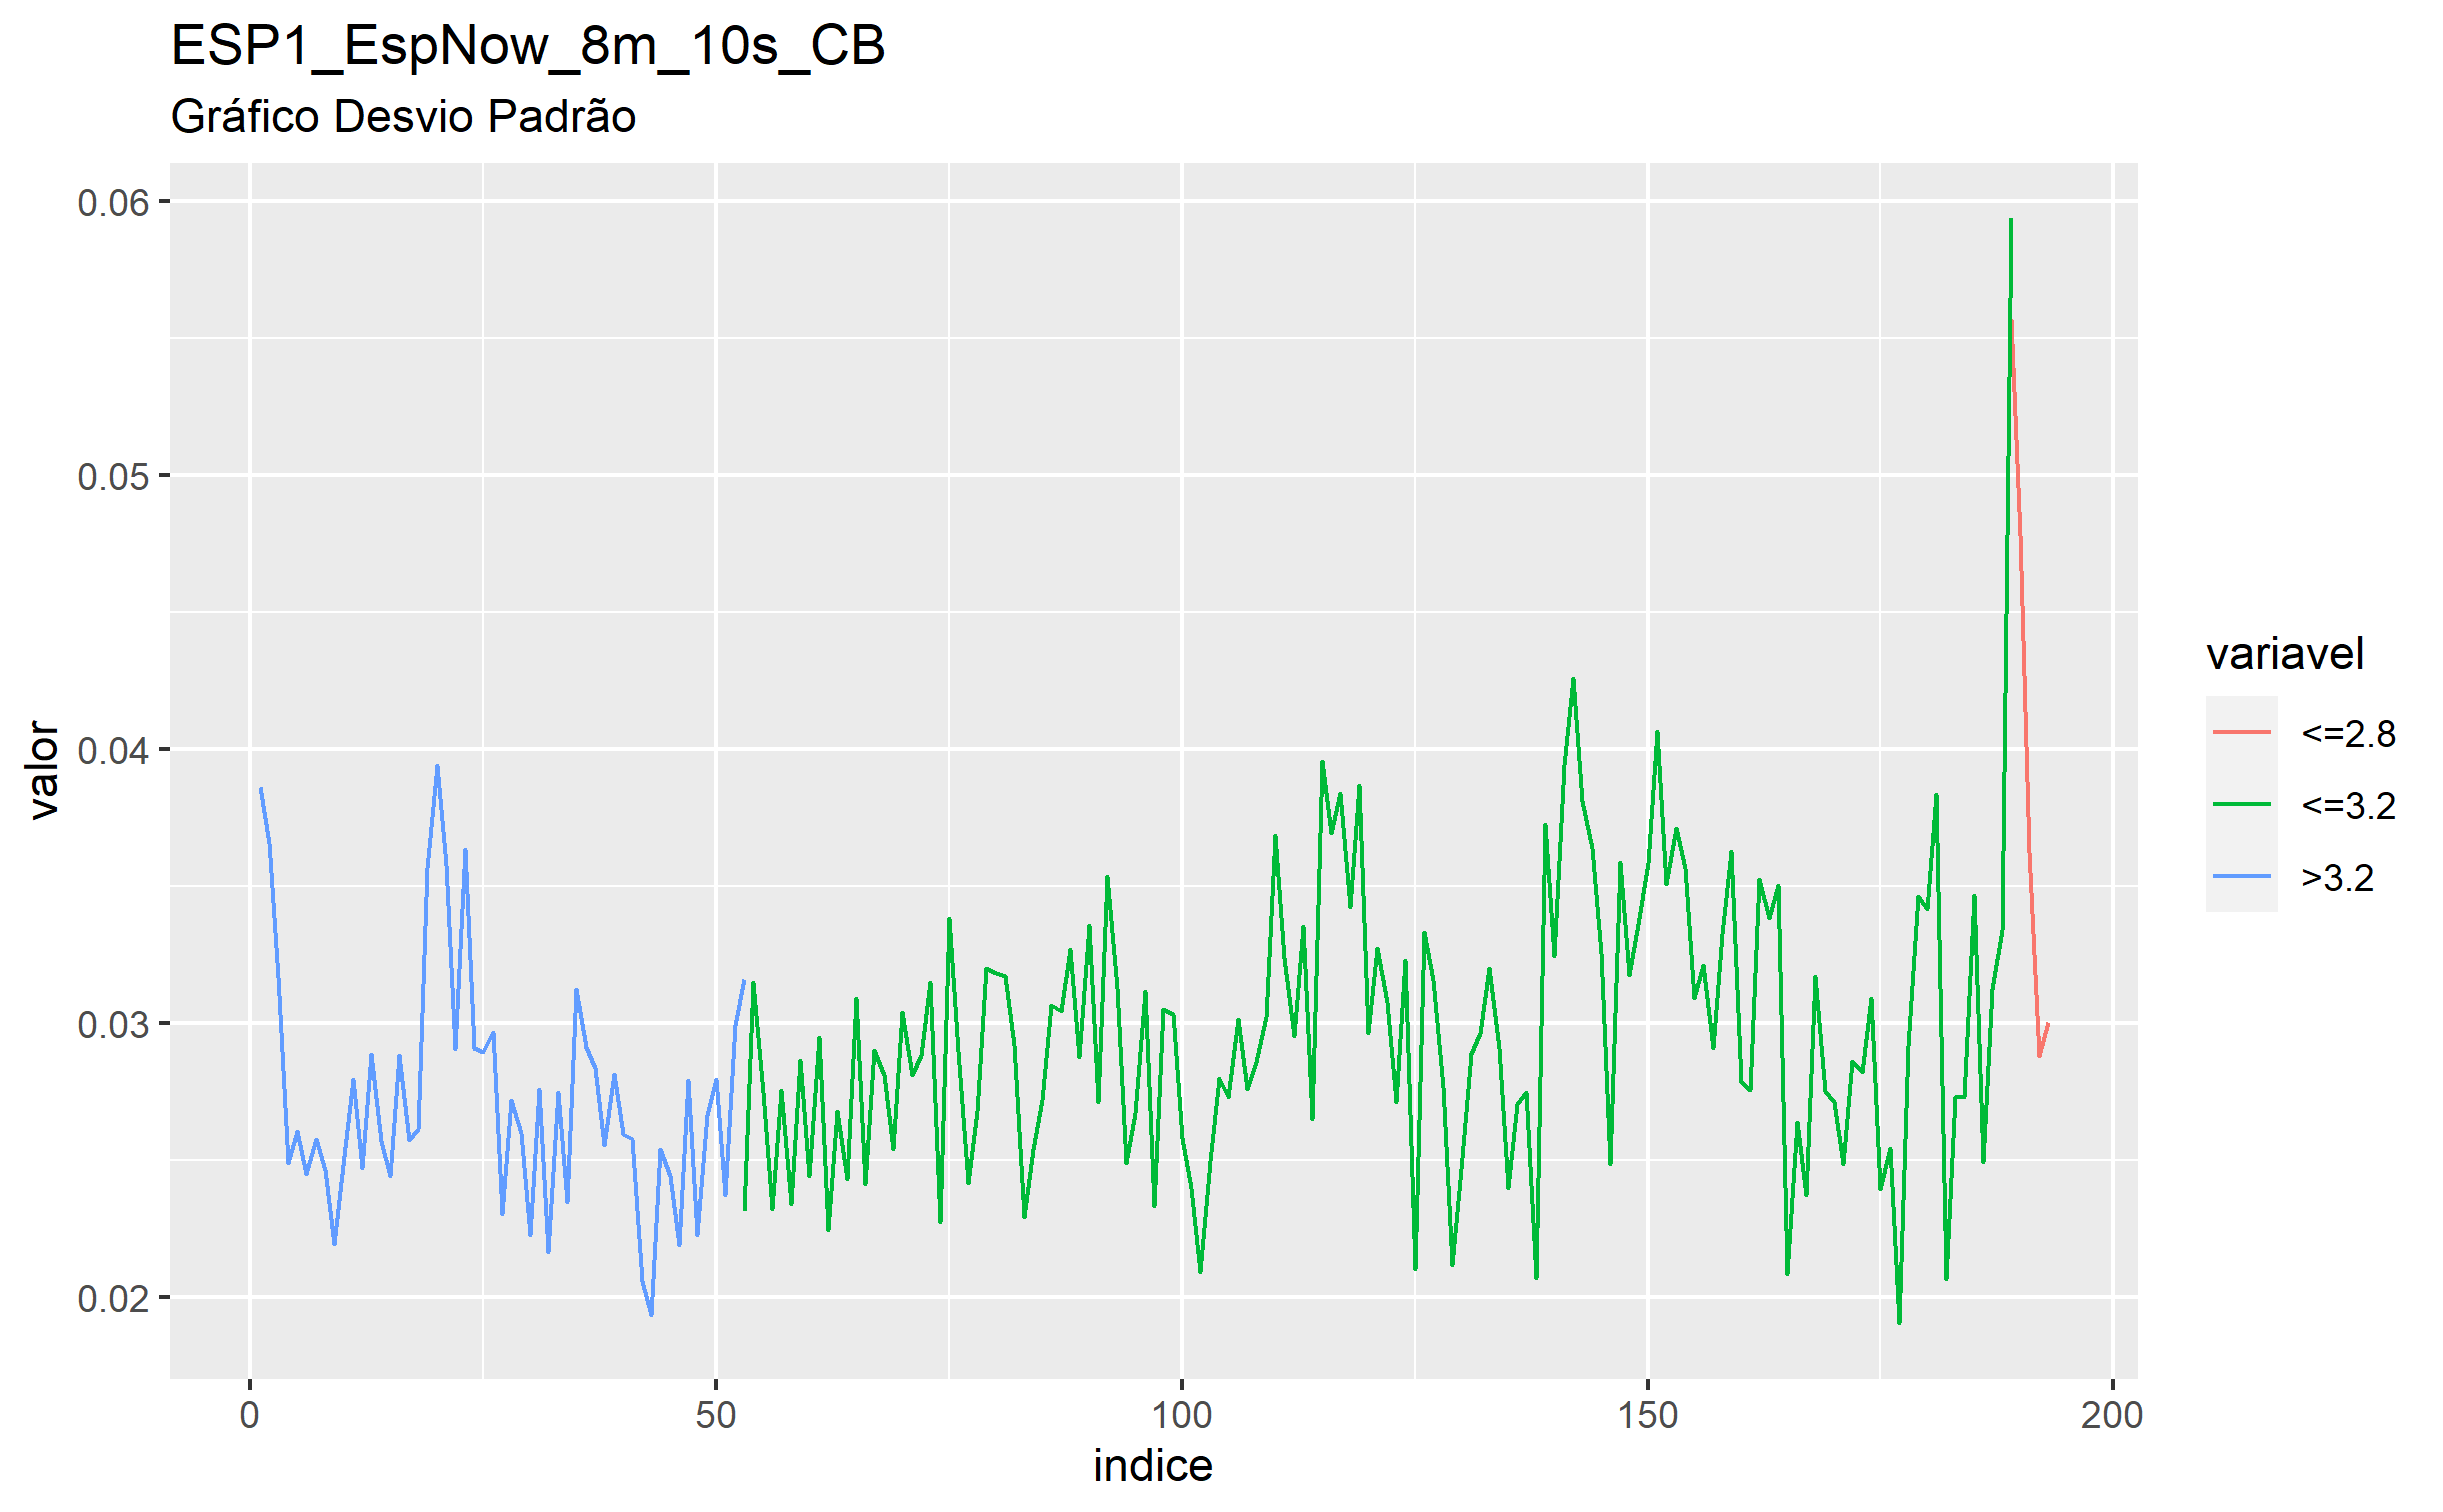 ESP1_EspNow_8m_10s_CB
Gráfico Desvio Padrão
0.06
0.05
0.04
0.03
0.02
valor
0 50 100 150 200
indice
variavel
<=2.8
<=3.2
>3.2